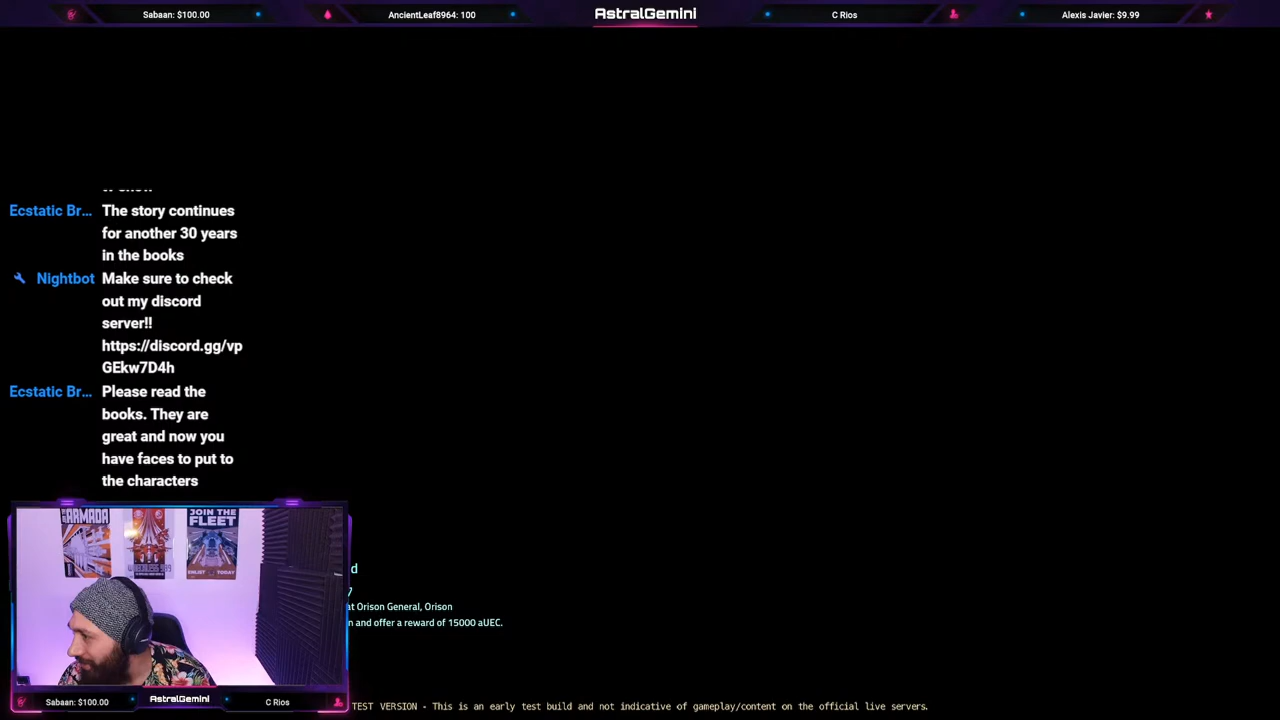 Sabaan: $100.00
AncientLeaf8964: 100
AstralGemini
C Rios
Alexis Javier: $9.99
Ecstatic Br... The story continues
for another 30 years
in the books
Nightbot Make sure to check
out my discord
server!!
https://discord.gg/vp
GEkw7D4h
Ecstatic Br... Please read the
books. They are
great and now you
have faces to put to
the characters
ARMADA
JOIN THE
FLEET
at Orison General, Orison
and offer a reward of 15000 aUEC.
Sabaan: $100.00
AstralGemini
C Rios
TEST VERSION - This is an early test build and not indicative of gameplay/content on the official live servers.